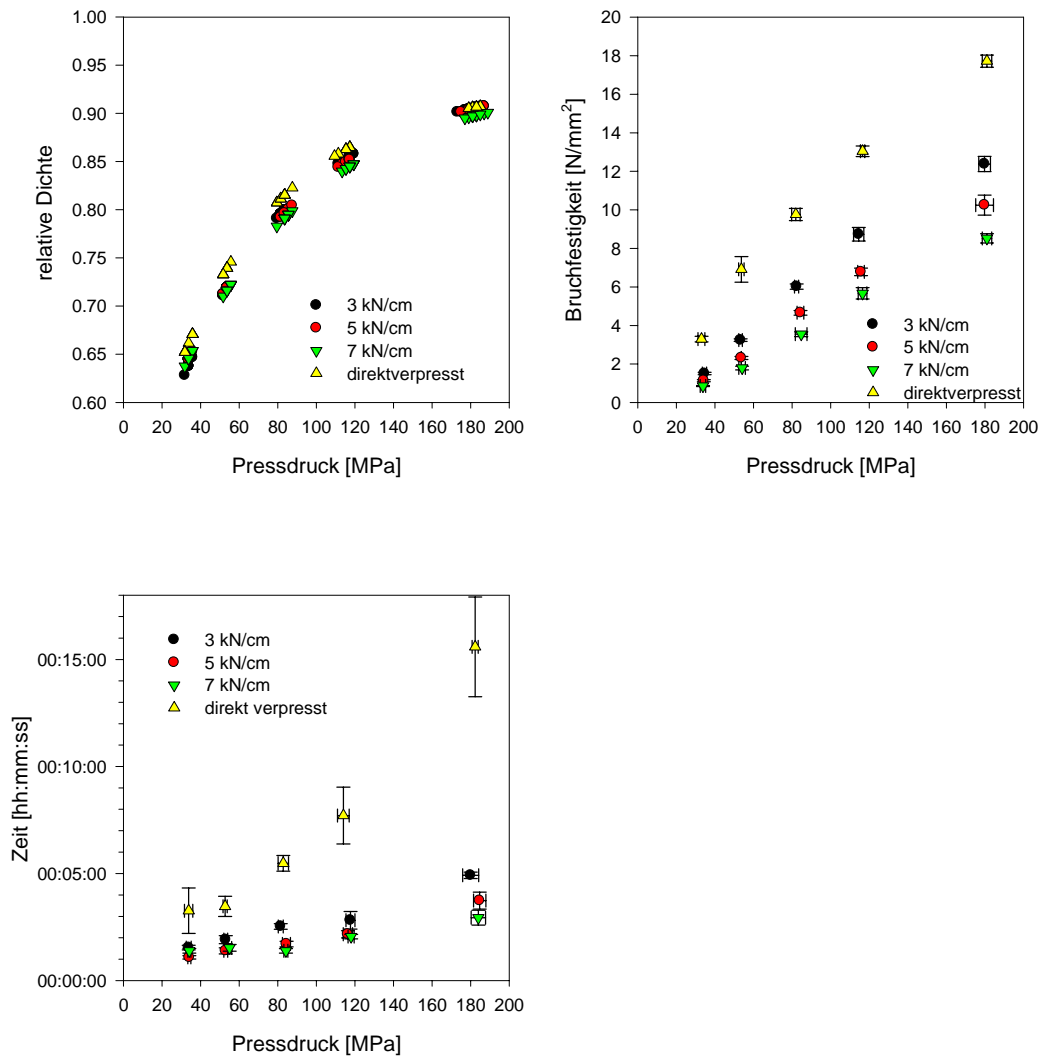 relative Dichte
1.00
0.95
0.90
0.85
0.80
0.75
0.70
0.65
0.60
3 kN/cm
5 kN/cm
7 kN/cm
direktverpresst
0 20 40 60 80 100 120 140 160 180 200
Pressdruck [MPa]
Bruchfestigkeit [N/mm²]
20
18
16
14
12
10
8
6
4
2
0
3 kN/cm
5 kN/cm
7 kN/cm
direktverpresst
0 20 40 60 80 100 120 140 160 180 200
Pressdruck [MPa]
Zeit [hh:mm:ss]
00:15:00
00:10:00
00:05:00
00:00:00
3 kN/cm
5 kN/cm
7 kN/cm
direkt verpresst
0 20 40 60 80 100 120 140 160 180 200
Pressdruck [MPa]